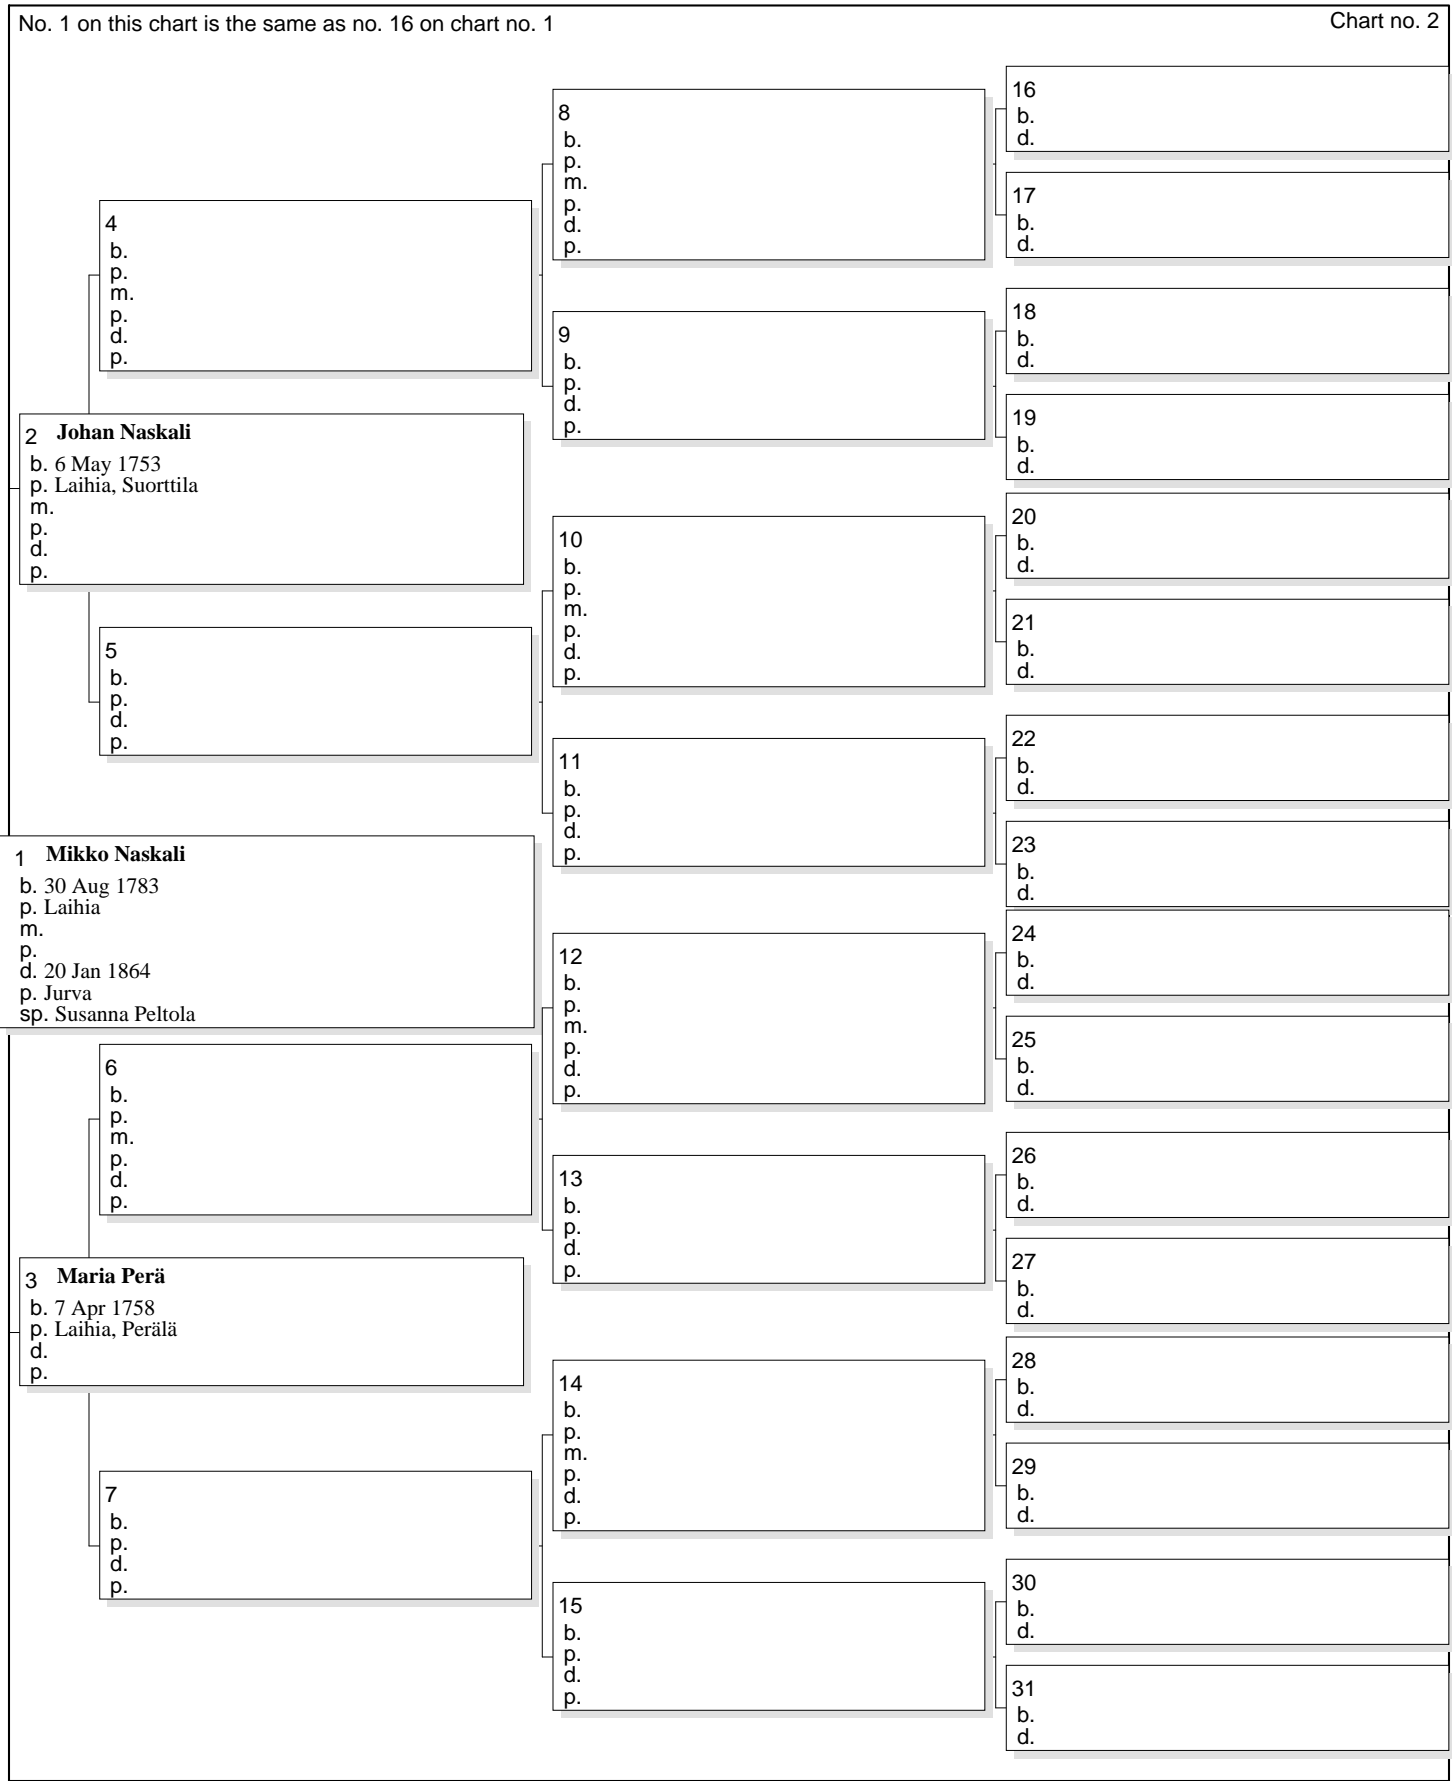 No. 1 on this chart is the same as no. 16 on chart no. 1
Chart no. 2
1 Mikko Naskali
b. 30 Aug 1783
p. Laihia
m.
p.
d. 20 Jan 1864
p. Jurva
sp. Susanna Peltola
2 Johan Naskali
b. 6 May 1753
p. Laihia, Suorttila
m.
p.
d.
p.
3 Maria Perä
b. 7 Apr 1758
p. Laihia, Perälä
d.
p.
4
b.
p.
m.
p.
d.
p.
5
b.
p.
d.
p.
6
b.
p.
m.
p.
d.
p.
7
b.
p.
d.
p.
8
b.
p.
m.
p.
d.
p.
9
b.
p.
d.
p.
10
b.
p.
m.
p.
d.
p.
11
b.
p.
d.
p.
12
b.
p.
m.
p.
d.
p.
13
b.
p.
d.
p.
14
b.
p.
m.
p.
d.
p.
15
b.
p.
d.
p.
16
b.
d.
17
b.
d.
18
b.
d.
19
b.
d.
20
b.
d.
21
b.
d.
22
b.
d.
23
b.
d.
24
b.
d.
25
b.
d.
26
b.
d.
27
b.
d.
28
b.
d.
29
b.
d.
30
b.
d.
31
b.
d.